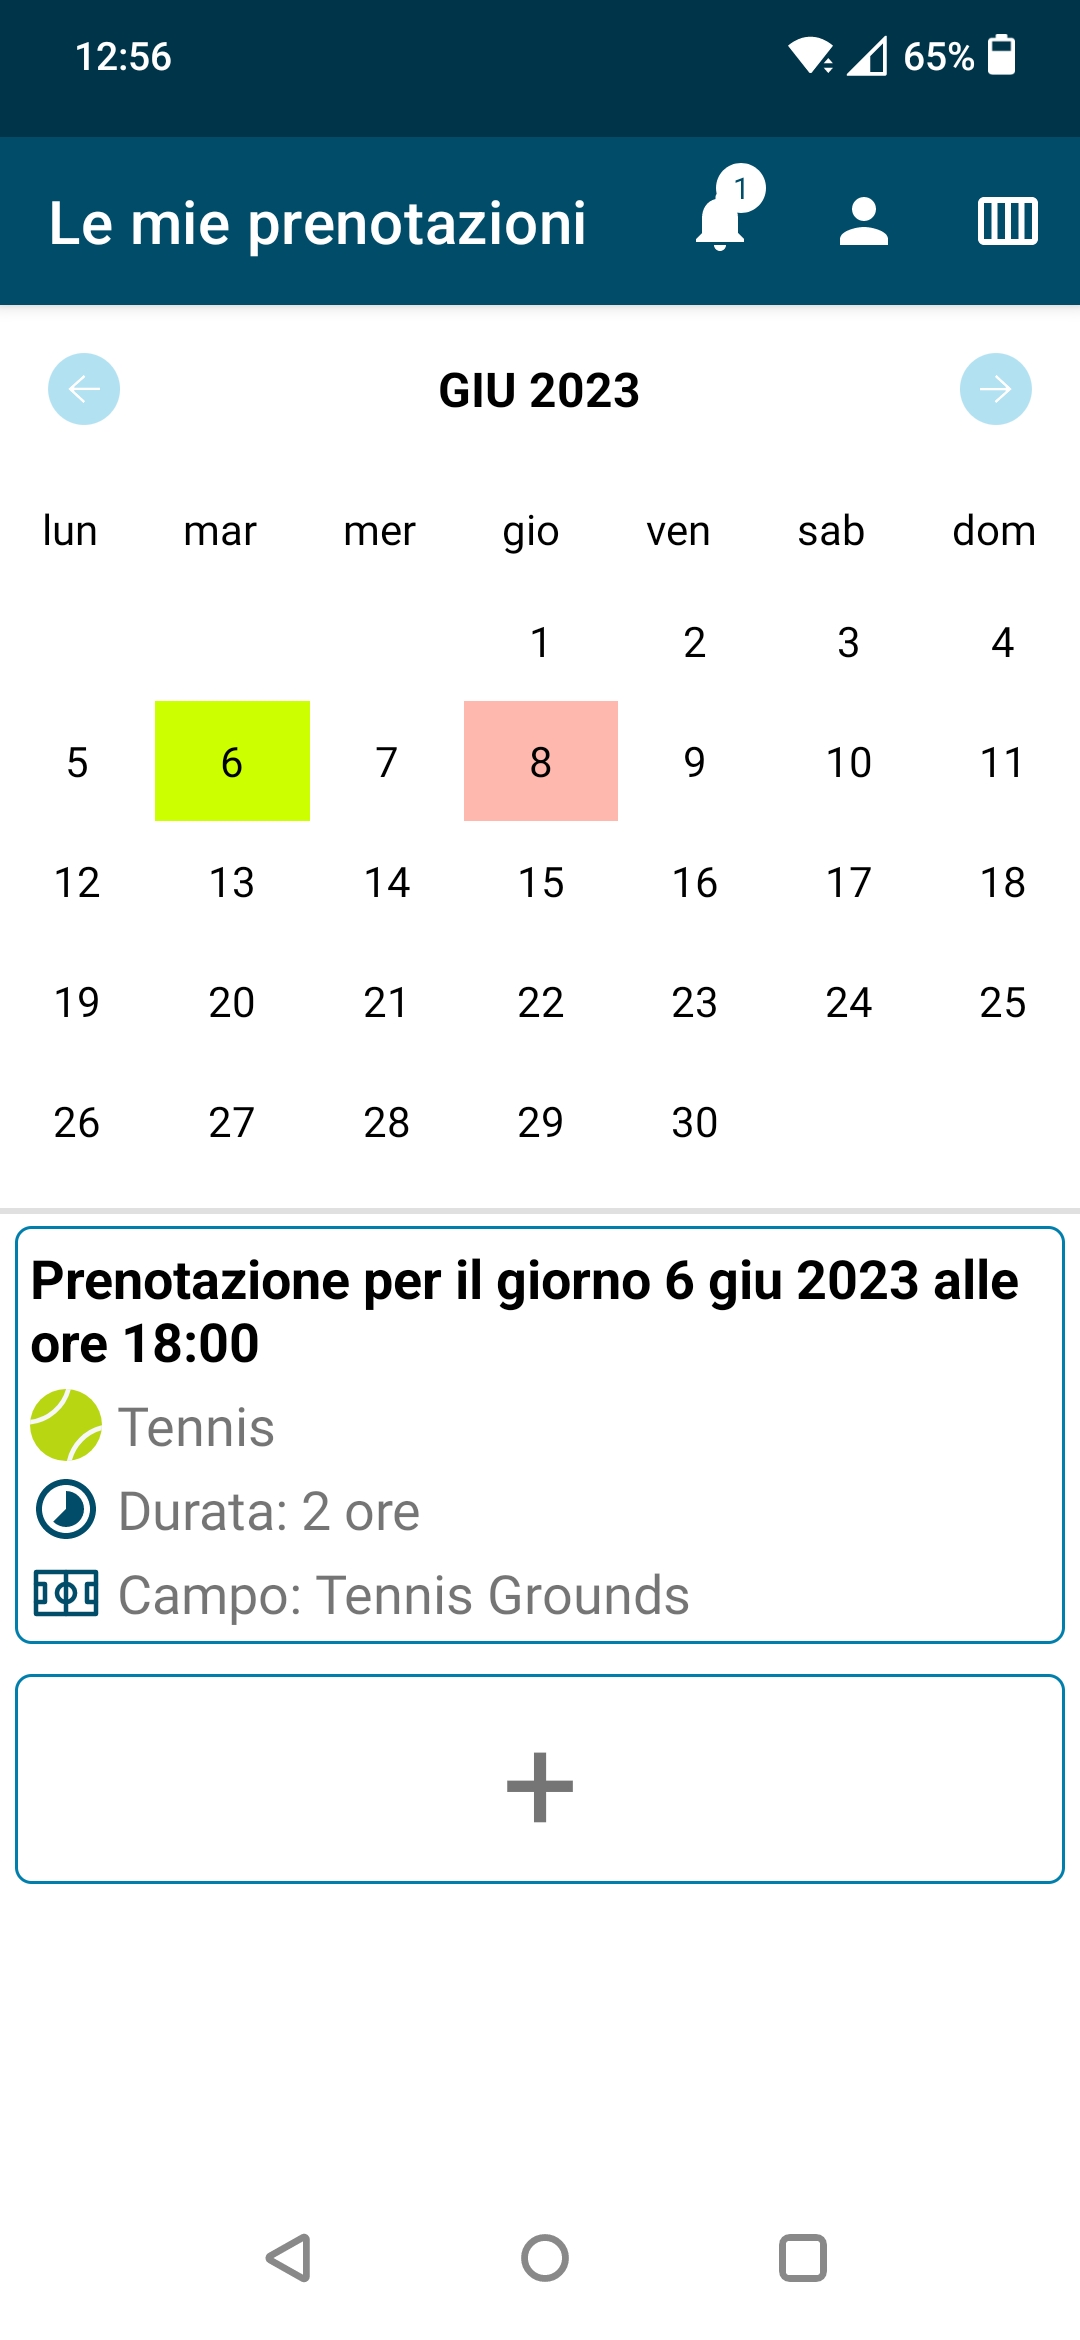 12:56 65%
Le mie prenotazioni 1
GIU 2023
lun mar mer gio ven sab dom
1 2 3 4
5 6 7 8 9 10 11
12 13 14 15 16 17 18
19 20 21 22 23 24 25
26 27 28 29 30
Prenotazione per il giorno 6 giu 2023 alle
ore 18:00
Tennis
Durata: 2 ore
Campo: Tennis Grounds